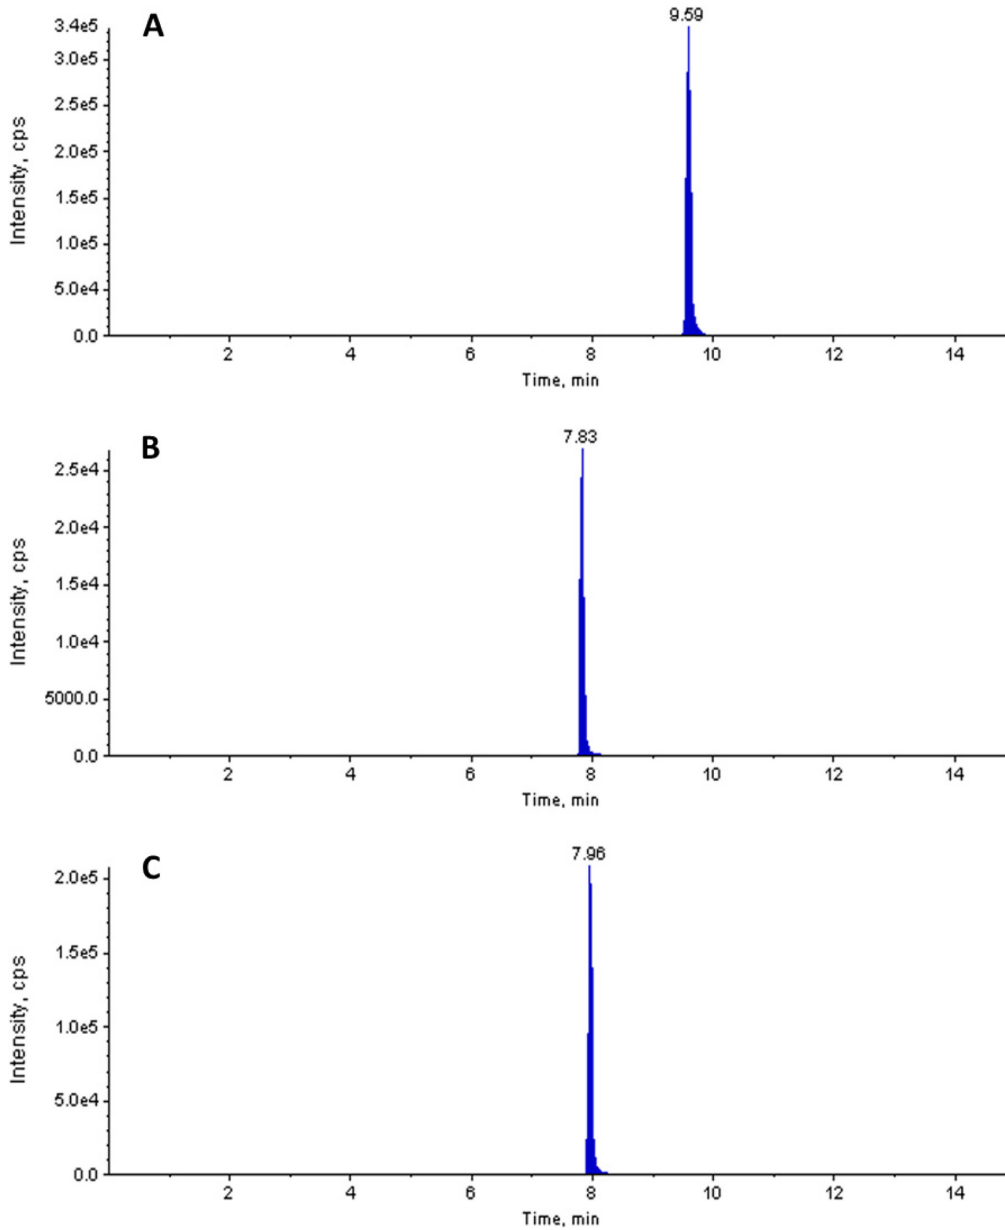 A
9.59
3.4e5
3.0e5
2.5e5
2.0e5
1.5e5
1.0e5
5.0e4
0.0
Intensity, cps
2 4 6 8 10 12 14
Time, min
B
7.83
2.5e4
2.0e4
1.5e4
1.0e4
5000.0
0.0
Intensity, cps
2 4 6 8 10 12 14
Time, min
C
7.96
2.0e5
1.5e5
1.0e5
5.0e4
0.0
Intensity, cps
2 4 6 8 10 12 14
Time, min